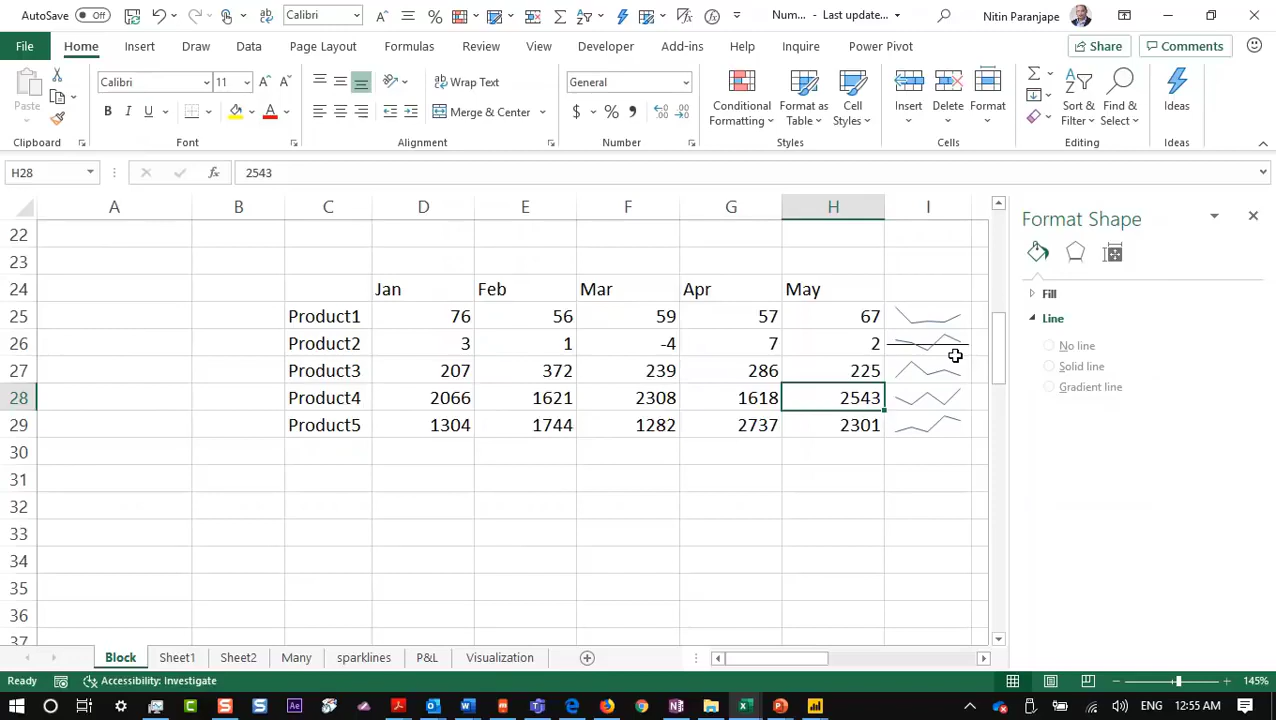 AutoSave Off Calibri Num... - Last update... Nitin Paranjape
File Home Insert Draw Data Page Layout Formulas Review View Developer Add-ins Help Inquire Power Pivot Share Comments
Paste Calibri 11 Wrap Text General Conditional Formatting Format as Table Cell Styles Insert Delete Format Sort & Filter Find & Select Ideas
B I U A Merge & Center $ %
Clipboard Font Alignment Number Styles Cells Editing Ideas
H28 fx 2543
A B C D E F G H I
Format Shape
22
23
24 Jan Feb Mar Apr May
25 Product1 76 56 59 57 67
26 Product2 3 1 -4 7 2
27 Product3 207 372 239 286 225
28 Product4 2066 1621 2308 1618 2543
29 Product5 1304 1744 1282 2737 2301
30
31
32
33
34
35
36
37
Fill
Line
No line
Solid line
Gradient line
Block Sheet1 Sheet2 Many sparklines P&L Visualization
Ready Accessibility: Investigate 145%
ENG 12:55 AM